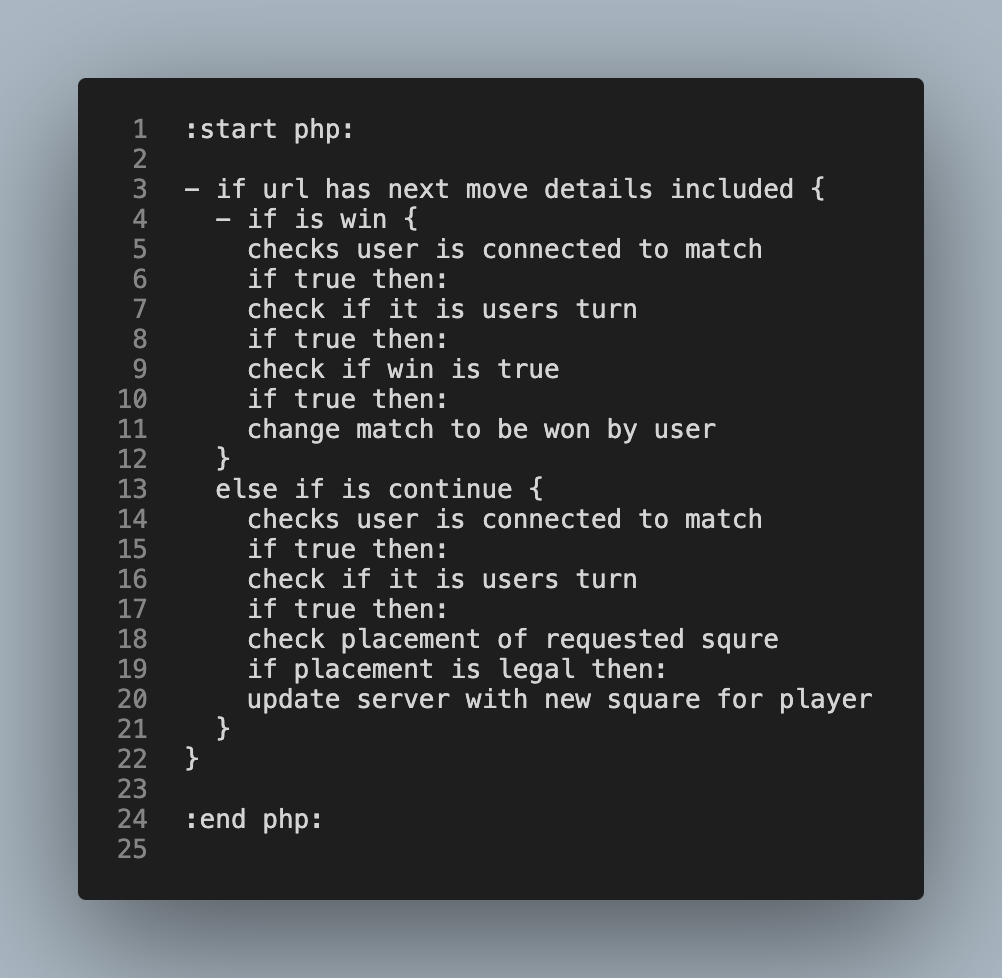 1 :start php:
2
3 – if url has next move details included {
4 – if is win {
5 checks user is connected to match
6 if true then:
7 check if it is users turn
8 if true then:
9 check if win is true
10 if true then:
11 change match to be won by user
12 }
13 else if is continue {
14 checks user is connected to match
15 if true then:
16 check if it is users turn
17 if true then:
18 check placement of requested squre
19 if placement is legal then:
20 update server with new square for player
21 }
22 }
23
24 :end php:
25